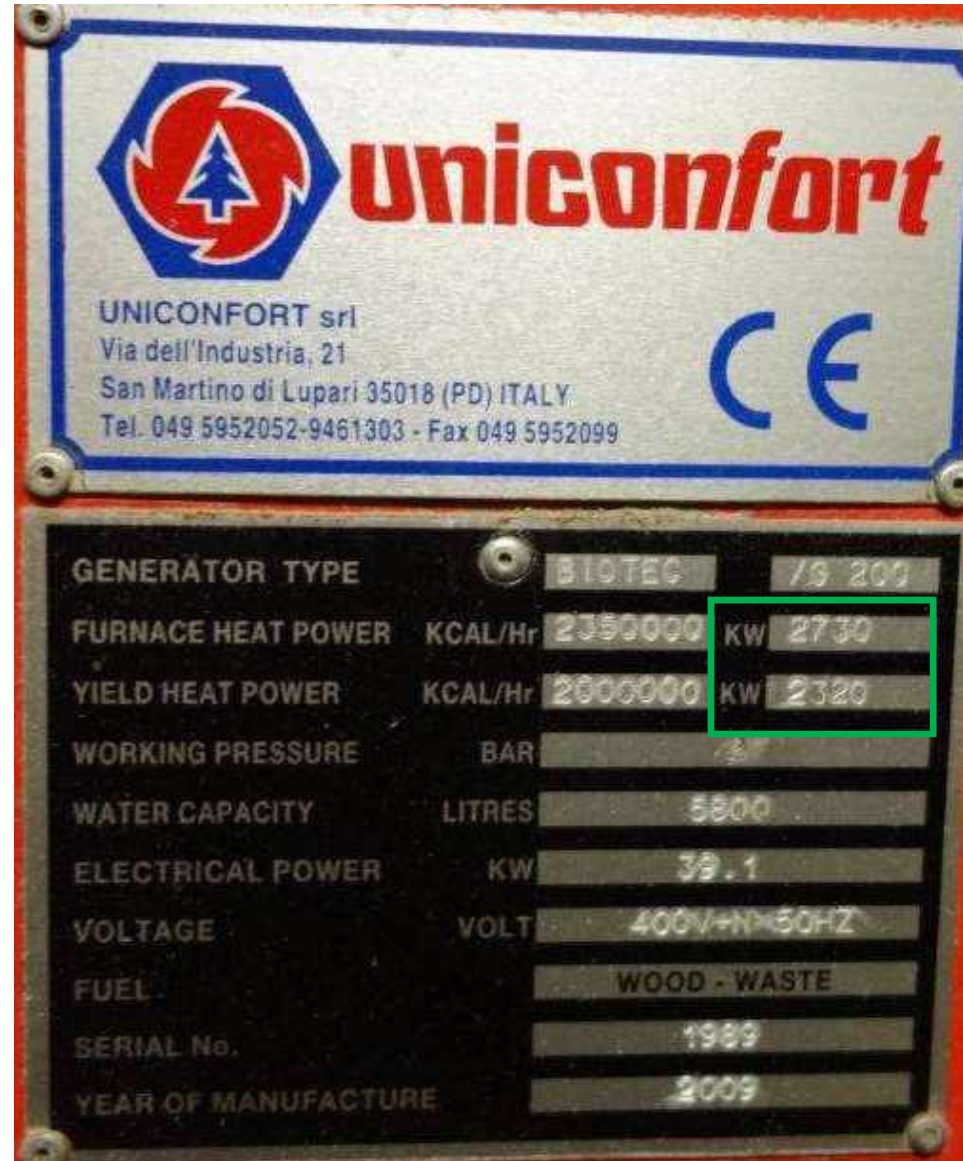 uniconfort
UNICONFORT srl
Via dell'Industria, 21
San Martino di Lupari 35018 (PD) ITALY
Tel. 049 5952052-9461303 - Fax 049 5952099
CE
GENERATOR TYPE BIOTEC /G 200
FURNACE HEAT POWER KCAL/Hr 2350000 KW 2730
YIELD HEAT POWER KCAL/Hr 2000000 KW 2320
WORKING PRESSURE BAR
WATER CAPACITY LITRES 5800
ELECTRICAL POWER KW 39.1
VOLTAGE VOLT 400V+N 50HZ
FUEL WOOD - WASTE
SERIAL No. 1989
YEAR OF MANUFACTURE 2009